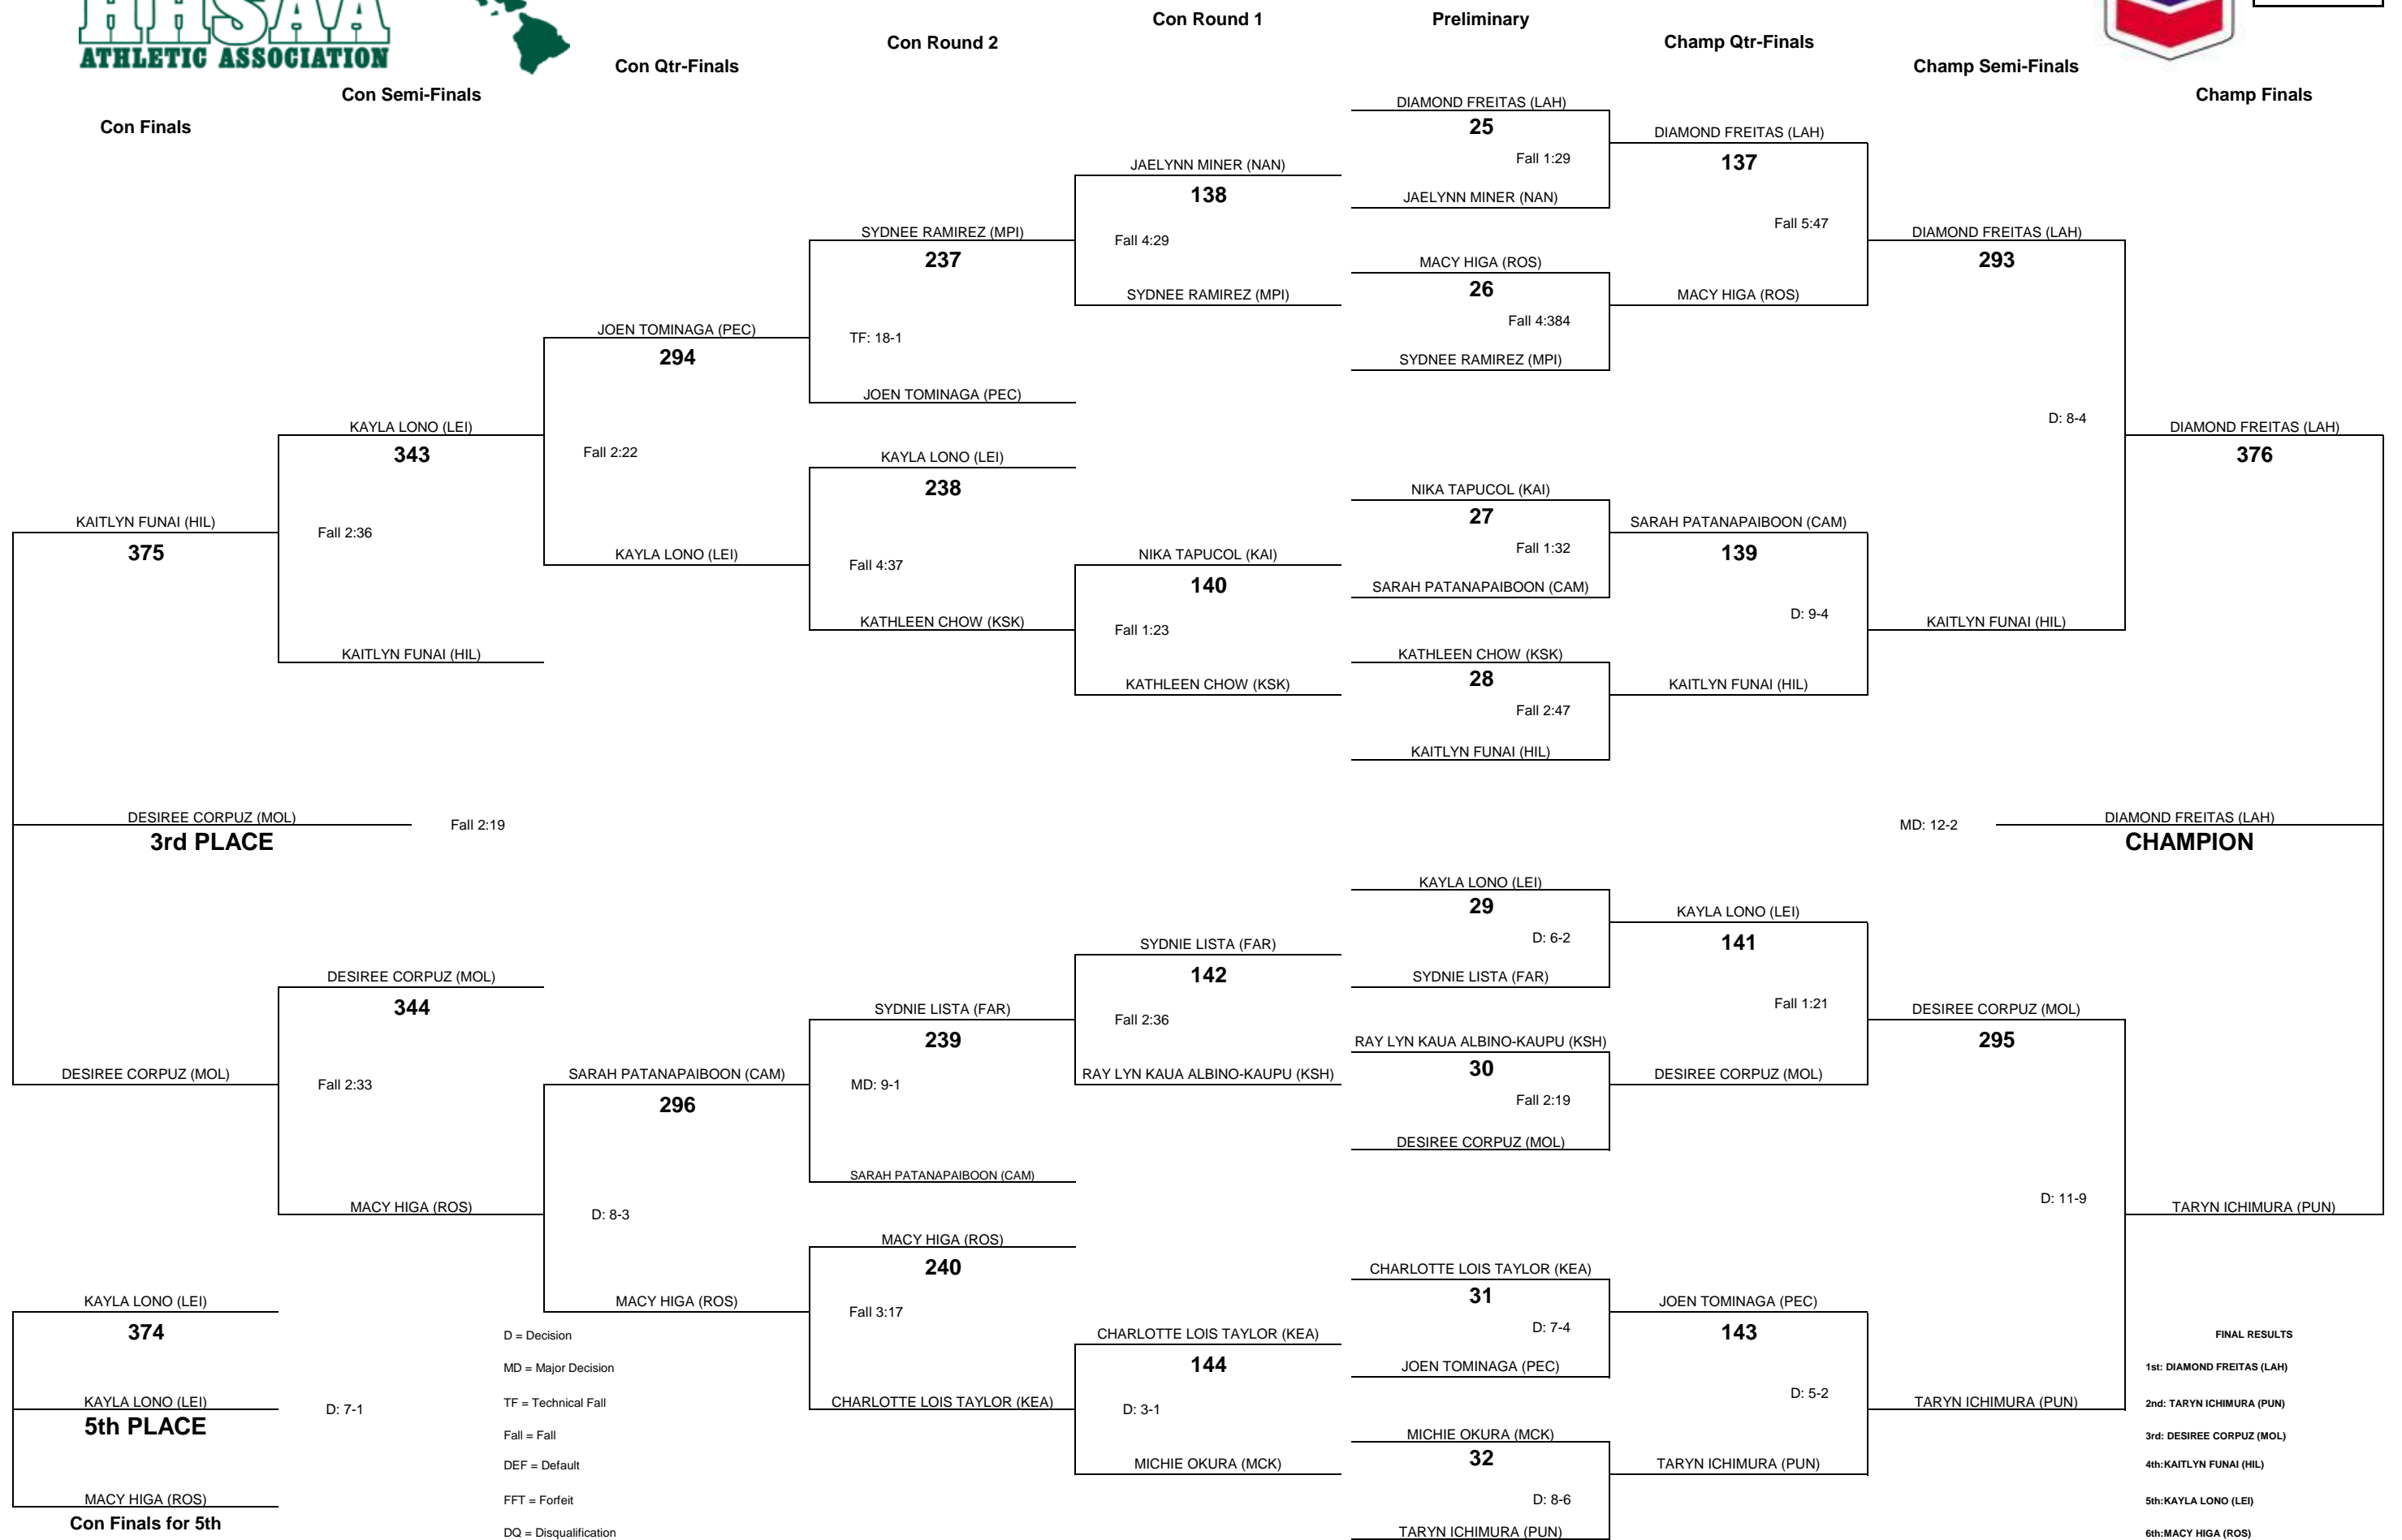 HHSAA
ATHLETIC ASSOCIATION
Con Round 1
Preliminary
Con Round 2
Champ Qtr-Finals
Con Qtr-Finals
Champ Semi-Finals
Con Semi-Finals
Champ Finals
Con Finals
DIAMOND FREITAS (LAH)
25
Fall 1:29
JAELYNN MINER (NAN)
MACY HIGA (ROS)
26
Fall 4:384
SYDNEE RAMIREZ (MPI)
NIKA TAPUCOL (KAI)
27
Fall 1:32
SARAH PATANAPAIBOON (CAM)
KATHLEEN CHOW (KSK)
28
Fall 2:47
KAITLYN FUNAI (HIL)
KAYLA LONO (LEI)
29
D: 6-2
SYDNIE LISTA (FAR)
RAY LYN KAUA ALBINO-KAUPU (KSH)
30
Fall 2:19
DESIREE CORPUZ (MOL)
CHARLOTTE LOIS TAYLOR (KEA)
31
D: 7-4
JOEN TOMINAGA (PEC)
MICHIE OKURA (MCK)
32
D: 8-6
TARYN ICHIMURA (PUN)
DIAMOND FREITAS (LAH)
137
Fall 5:47
MACY HIGA (ROS)
SARAH PATANAPAIBOON (CAM)
139
D: 9-4
KAITLYN FUNAI (HIL)
KAYLA LONO (LEI)
141
Fall 1:21
DESIREE CORPUZ (MOL)
JOEN TOMINAGA (PEC)
143
D: 5-2
TARYN ICHIMURA (PUN)
DIAMOND FREITAS (LAH)
293
D: 8-4
KAITLYN FUNAI (HIL)
DESIREE CORPUZ (MOL)
295
D: 11-9
TARYN ICHIMURA (PUN)
DIAMOND FREITAS (LAH)
376
MD: 12-2
DIAMOND FREITAS (LAH)
CHAMPION
TARYN ICHIMURA (PUN)
JAELYNN MINER (NAN)
138
Fall 4:29
SYDNEE RAMIREZ (MPI)
NIKA TAPUCOL (KAI)
140
Fall 1:23
KATHLEEN CHOW (KSK)
SYDNIE LISTA (FAR)
142
Fall 2:36
RAY LYN KAUA ALBINO-KAUPU (KSH)
CHARLOTTE LOIS TAYLOR (KEA)
144
D: 3-1
MICHIE OKURA (MCK)
SYDNEE RAMIREZ (MPI)
237
TF: 18-1
JOEN TOMINAGA (PEC)
KAYLA LONO (LEI)
238
Fall 4:37
KATHLEEN CHOW (KSK)
SYDNIE LISTA (FAR)
239
MD: 9-1
SARAH PATANAPAIBOON (CAM)
MACY HIGA (ROS)
240
Fall 3:17
CHARLOTTE LOIS TAYLOR (KEA)
JOEN TOMINAGA (PEC)
294
Fall 2:22
KAYLA LONO (LEI)
SARAH PATANAPAIBOON (CAM)
296
D: 8-3
MACY HIGA (ROS)
KAYLA LONO (LEI)
343
Fall 2:36
KAITLYN FUNAI (HIL)
DESIREE CORPUZ (MOL)
344
Fall 2:33
MACY HIGA (ROS)
KAITLYN FUNAI (HIL)
375
DESIREE CORPUZ (MOL)
Fall 2:19
3rd PLACE
DESIREE CORPUZ (MOL)
KAYLA LONO (LEI)
374
KAYLA LONO (LEI)
D: 7-1
5th PLACE
MACY HIGA (ROS)
Con Finals for 5th
D = Decision
MD = Major Decision
TF = Technical Fall
Fall = Fall
DEF = Default
FFT = Forfeit
DQ = Disqualification
FINAL RESULTS
1st: DIAMOND FREITAS (LAH)
2nd: TARYN ICHIMURA (PUN)
3rd: DESIREE CORPUZ (MOL)
4th:KAITLYN FUNAI (HIL)
5th:KAYLA LONO (LEI)
6th:MACY HIGA (ROS)